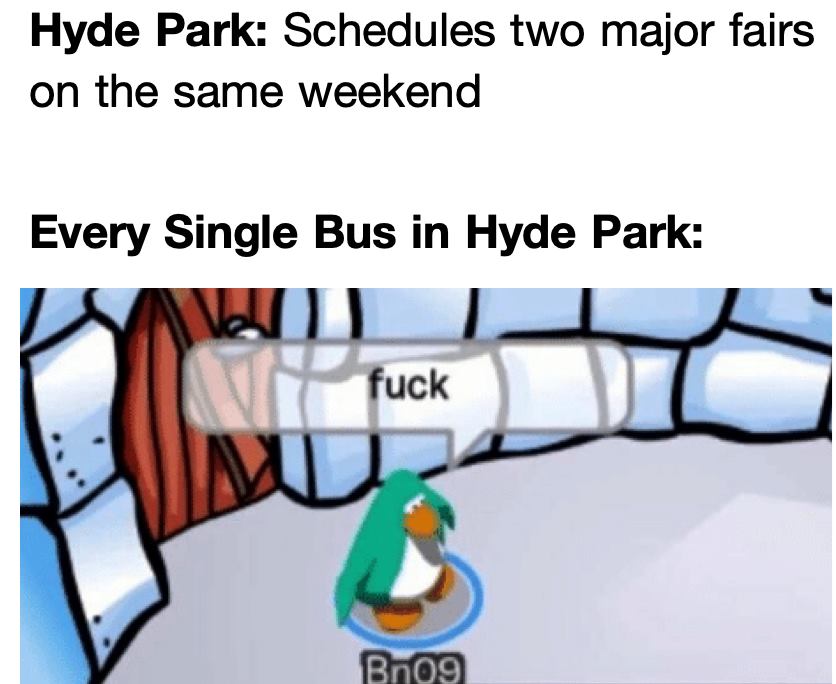 Hyde Park: Schedules two major fairs
on the same weekend
Every Single Bus in Hyde Park:
fuck
Bn09